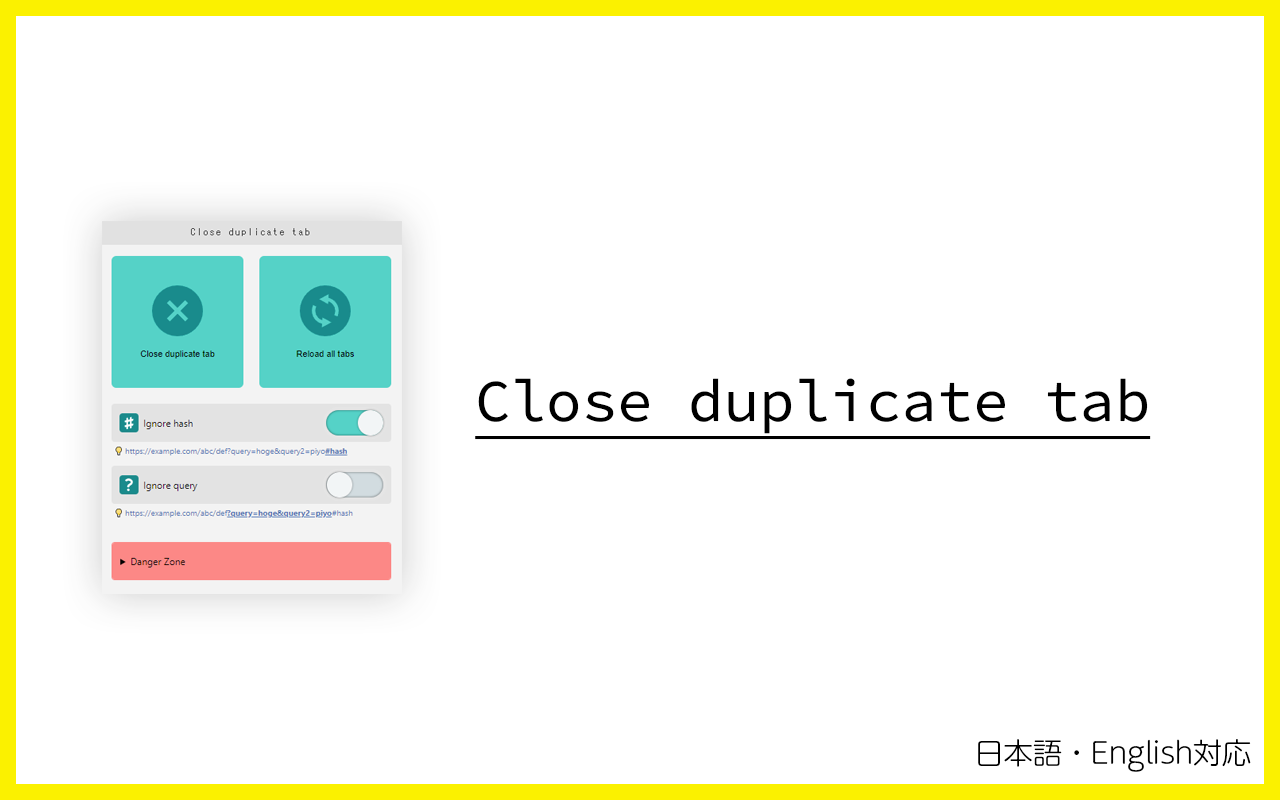 Close duplicate tab
Close duplicate tab
Reload all tabs
# Ignore hash
https://example.com/abc/def?query=hoge&query2=piyo#hash
? Ignore query
https://example.com/abc/def?query=hoge&query2=piyo#hash
Danger Zone
Close duplicate tab
日本語・English対応